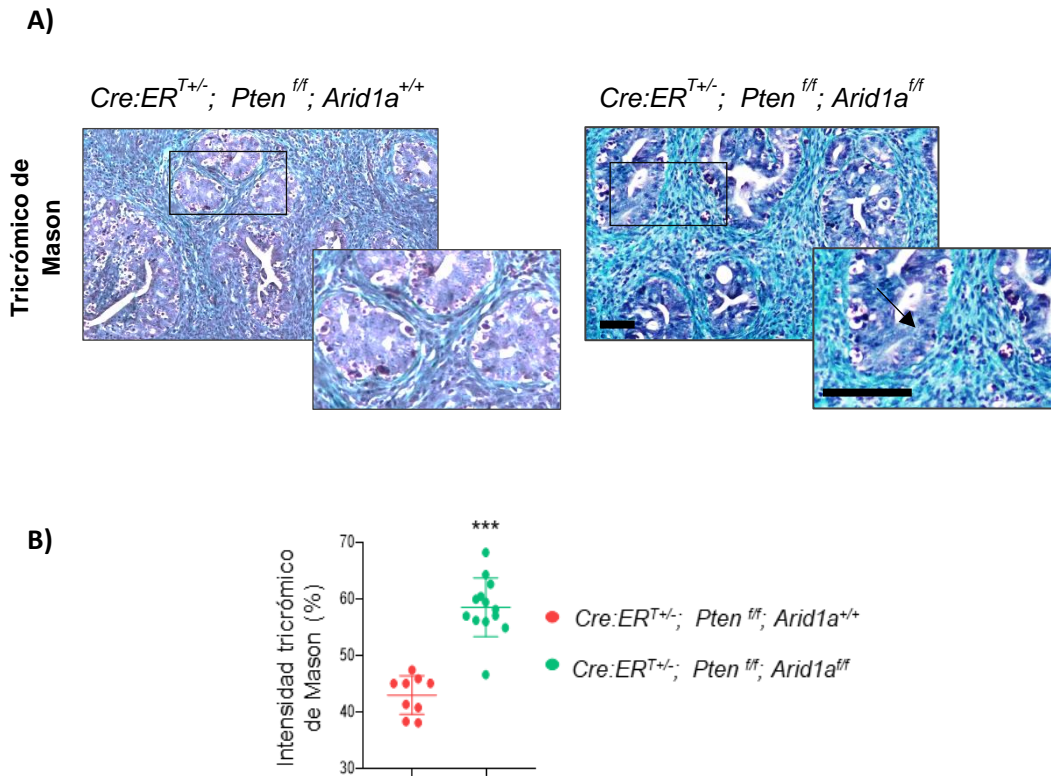 A)
Cre:ER^T+/-; Pten ^f/f; Arid1a^+/+
Cre:ER^T+/-; Pten ^f/f; Arid1a^f/f
Tricrómico de
Mason
B)
***
70
60
50
40
30
Intensidad tricrómico
de Mason (%)
Cre:ER^T+/-; Pten ^f/f; Arid1a^+/+
Cre:ER^T+/-; Pten ^f/f; Arid1a^f/f